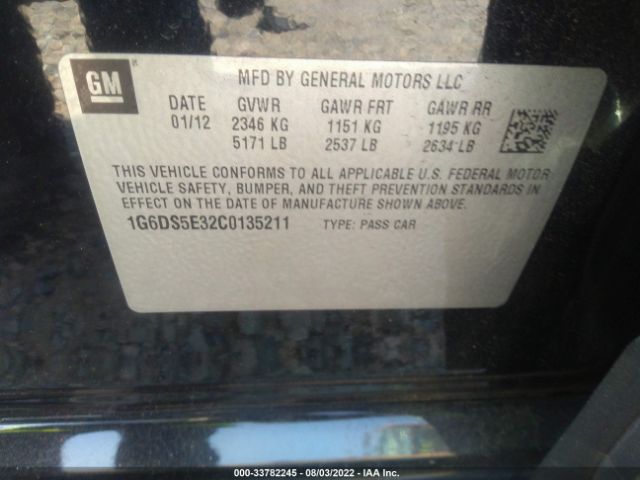 GM
MFD BY GENERAL MOTORS LLC
DATE GVWR GAWR FRT GAWR RR
01/12 2346 KG 1151 KG 1195 KG
5171 LB 2537 LB 2634 LB
THIS VEHICLE CONFORMS TO ALL APPLICABLE U.S. FEDERAL MOTOR
VEHICLE SAFETY, BUMPER, AND THEFT PREVENTION STANDARDS IN
EFFECT ON THE DATE OF MANUFACTURE SHOWN ABOVE.
1G6DS5E32C0135211 TYPE: PASS CAR
000-33782245 - 08/03/2022 - IAA Inc.